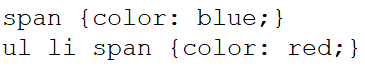 span {color: blue;}
ul li span {color: red;}